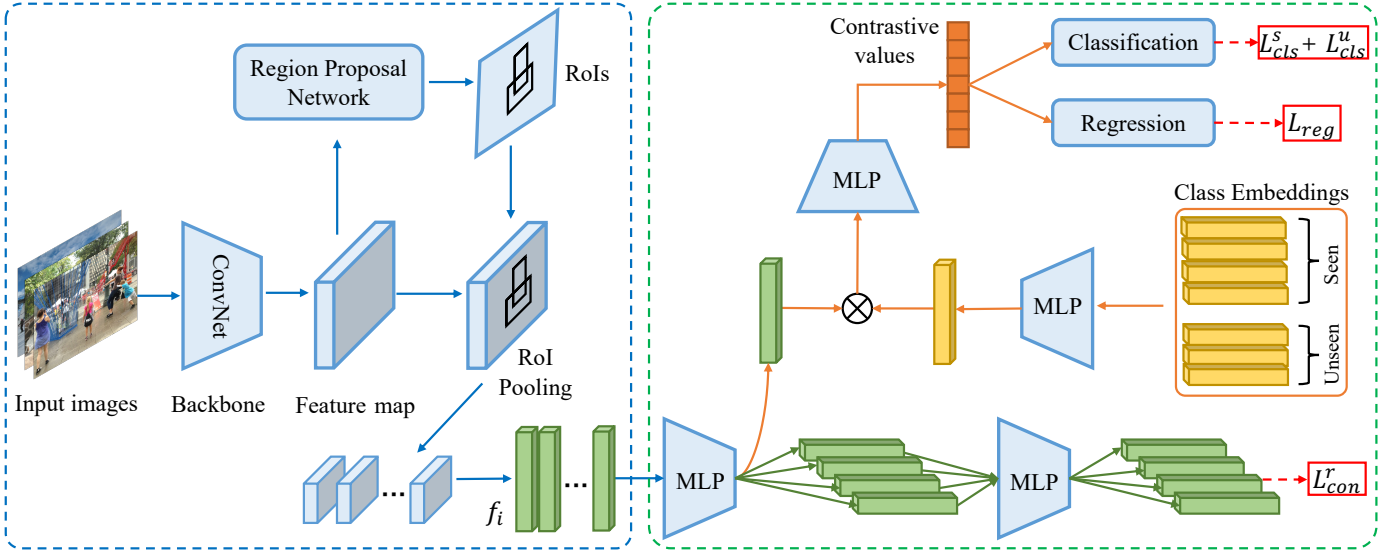 Region Proposal
Network
RoIs
ConvNet
RoI
Pooling
Input images
Backbone
Feature map
...
f_i
...
Contrastive
values
Classification
L^s_cls + L^u_cls
Regression
L_reg
MLP
Class Embeddings
Seen
Unseen
MLP
MLP
MLP
L^r_con